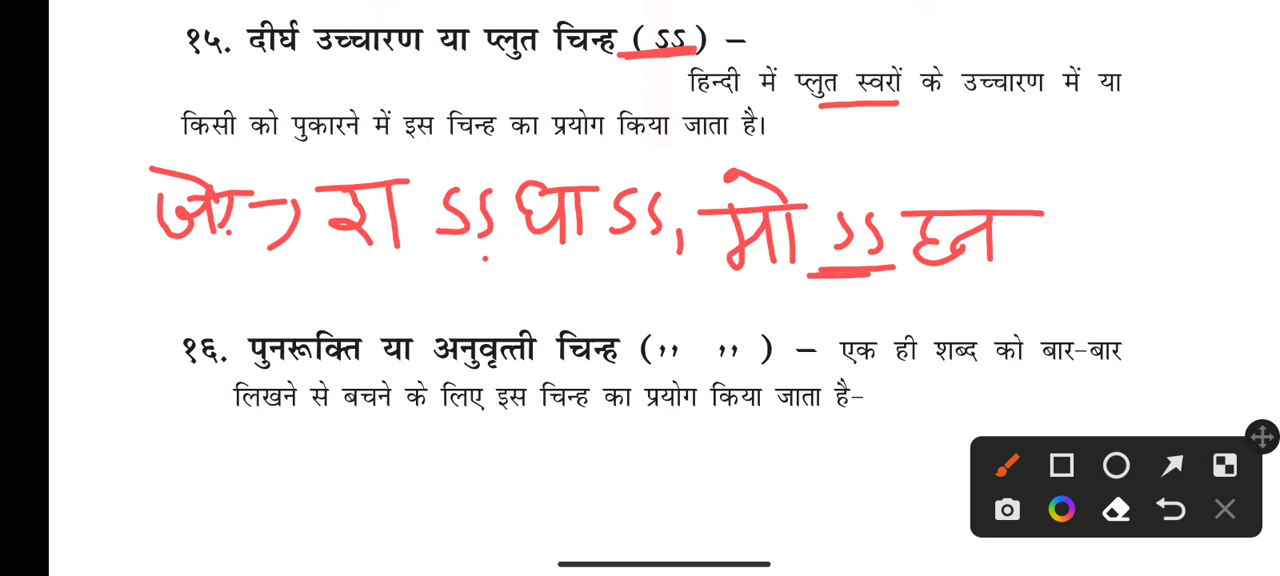 १५. दीर्घ उच्चारण या प्लुत चिन्ह ( ऽऽ ) –
हिन्दी में प्लुत स्वरों के उच्चारण में या
किसी को पुकारने में इस चिन्ह का प्रयोग किया जाता है।
रा ऽऽ धा ऽऽ, मो ऽऽ हन
१६. पुनरूक्ति या अनुवृत्ती चिन्ह (,, ,, ) – एक ही शब्द को बार-बार
लिखने से बचने के लिए इस चिन्ह का प्रयोग किया जाता है-